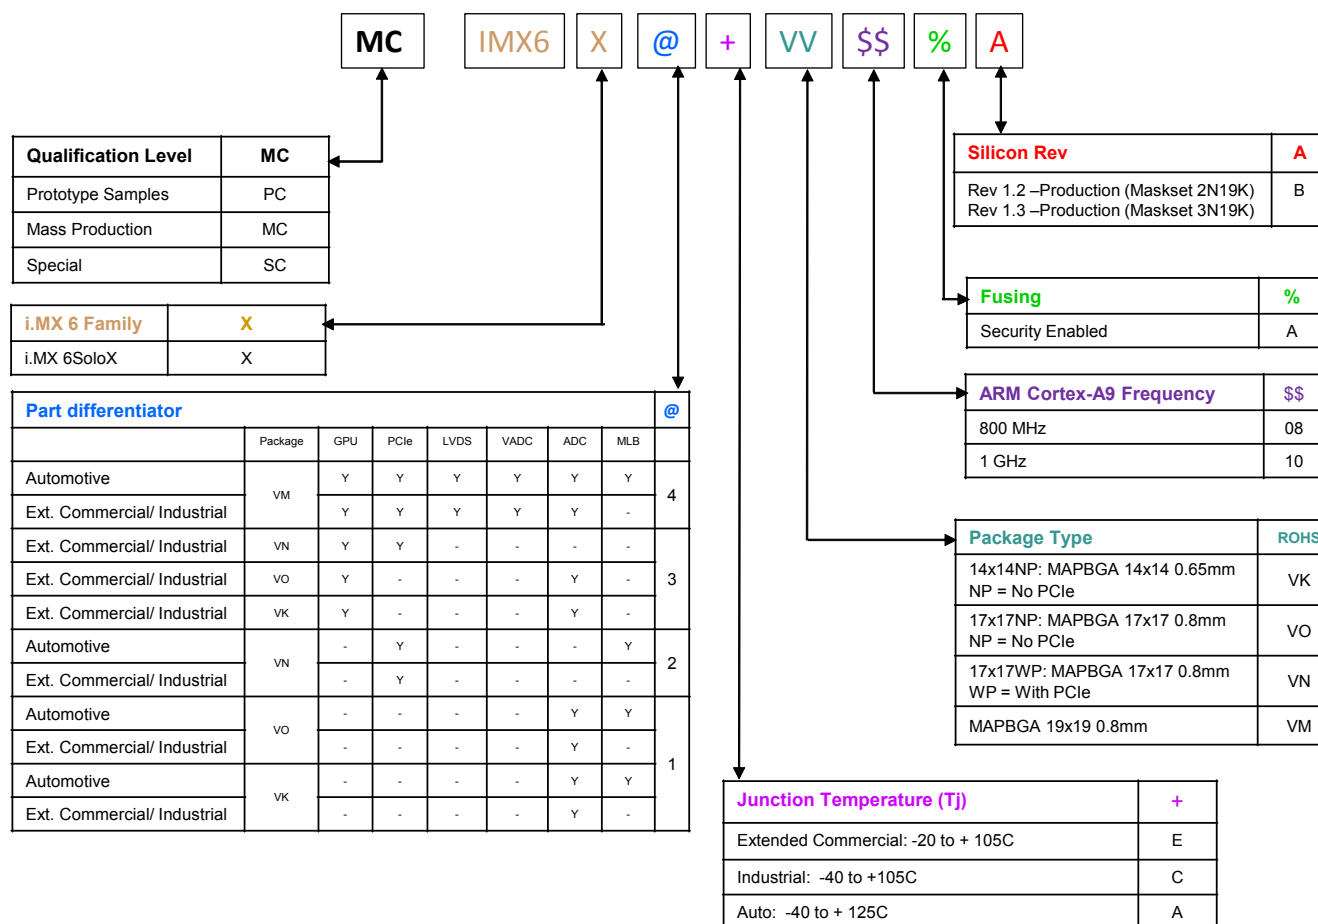 MC IMX6 X @ + VV $$ % A
Qualification Level MC
Prototype Samples PC
Mass Production MC
Special SC
i.MX 6 Family X
i.MX 6SoloX X
Part differentiator @
Package GPU PCIe LVDS VADC ADC MLB
Automotive VM Y Y Y Y Y Y 4
Ext. Commercial/ Industrial Y Y Y Y Y -
Ext. Commercial/ Industrial VN Y Y - - - - 3
Ext. Commercial/ Industrial VO Y - - - Y -
Ext. Commercial/ Industrial VK Y - - - Y -
Automotive VN - Y - - - Y 2
Ext. Commercial/ Industrial - Y - - - -
Automotive VO - - - - Y Y 1
Ext. Commercial/ Industrial - - - - Y -
Automotive VK - - - - Y Y
Ext. Commercial/ Industrial - - - - Y -
Silicon Rev A
Rev 1.2 –Production (Maskset 2N19K) B
Rev 1.3 –Production (Maskset 3N19K)
Fusing %
Security Enabled A
ARM Cortex-A9 Frequency $$
800 MHz 08
1 GHz 10
Package Type ROHS
14x14NP: MAPBGA 14x14 0.65mm VK
NP = No PCIe
17x17NP: MAPBGA 17x17 0.8mm VO
NP = No PCIe
17x17WP: MAPBGA 17x17 0.8mm VN
WP = With PCIe
MAPBGA 19x19 0.8mm VM
Junction Temperature (Tj) +
Extended Commercial: -20 to + 105C E
Industrial: -40 to +105C C
Auto: -40 to + 125C A